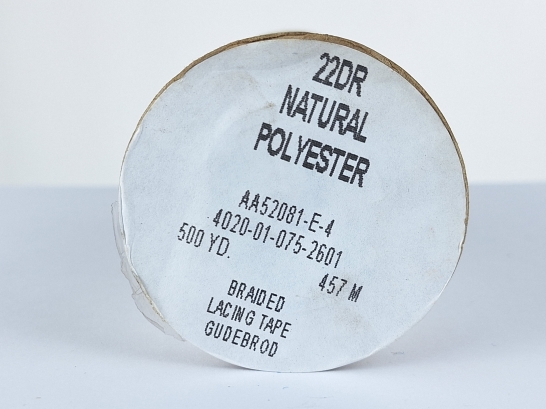 22DR
NATURAL
POLYESTER
AA52081-E-4
4020-01-075-2601
500 YD. 457 M
BRAIDED
LACING TAPE
GUDEBROD